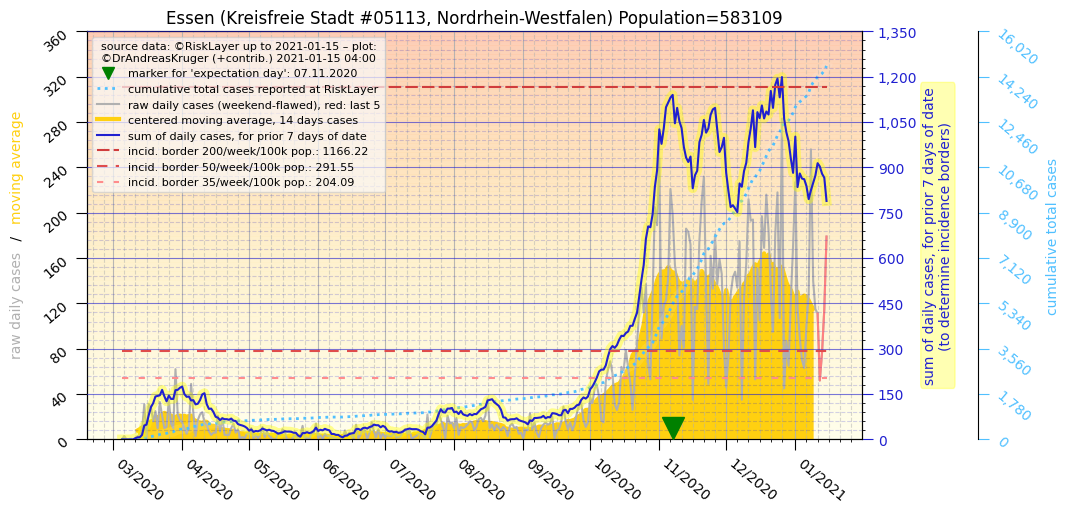 Essen (Kreisfreie Stadt #05113, Nordrhein-Westfalen) Population=583109
source data: ©RiskLayer up to 2021-01-15 – plot:
©DrAndreasKruger (+contrib.) 2021-01-15 04:00
marker for 'expectation day': 07.11.2020
cumulative total cases reported at RiskLayer
raw daily cases (weekend-flawed), red: last 5
centered moving average, 14 days cases
sum of daily cases, for prior 7 days of date
incid. border 200/week/100k pop.: 1166.22
incid. border 50/week/100k pop.: 291.55
incid. border 35/week/100k pop.: 204.09
raw daily cases / moving average
360
320
280
240
200
160
120
80
40
0
03/2020
04/2020
05/2020
06/2020
07/2020
08/2020
09/2020
10/2020
11/2020
12/2020
01/2021
1,350
1,200
1,050
900
750
600
450
300
150
0
sum of daily cases, for prior 7 days of date
(to determine incidence borders)
16,020
14,240
12,460
10,680
8,900
7,120
5,340
3,560
1,780
0
cumulative total cases